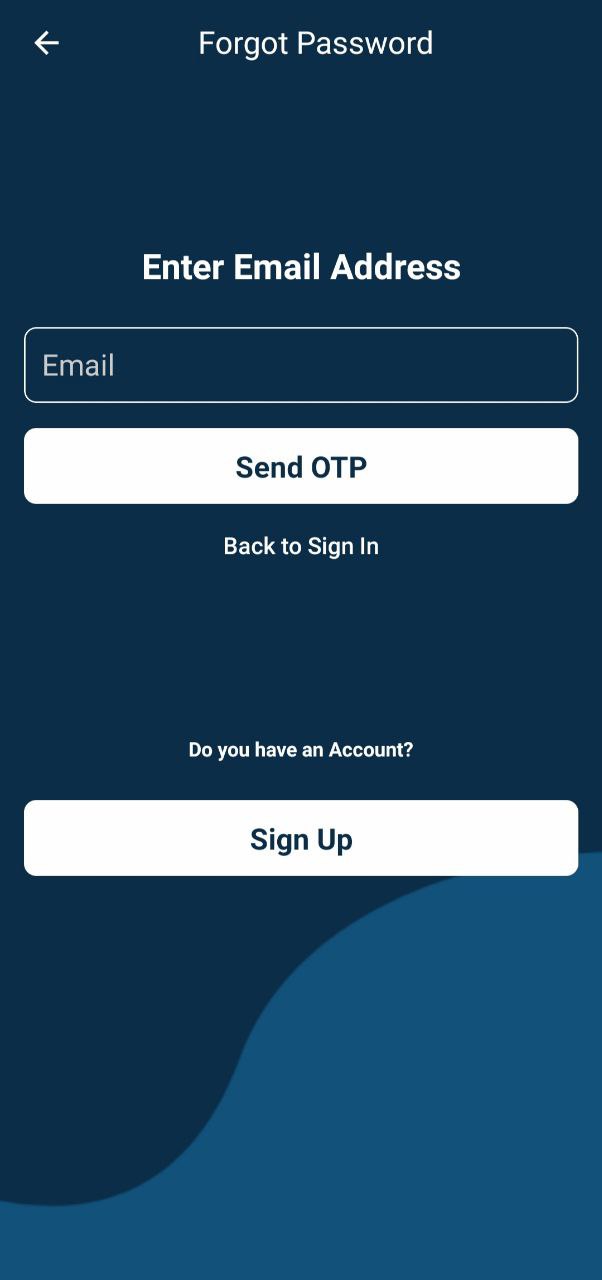 Forgot Password
Enter Email Address
Email
Send OTP
Back to Sign In
Do you have an Account?
Sign Up